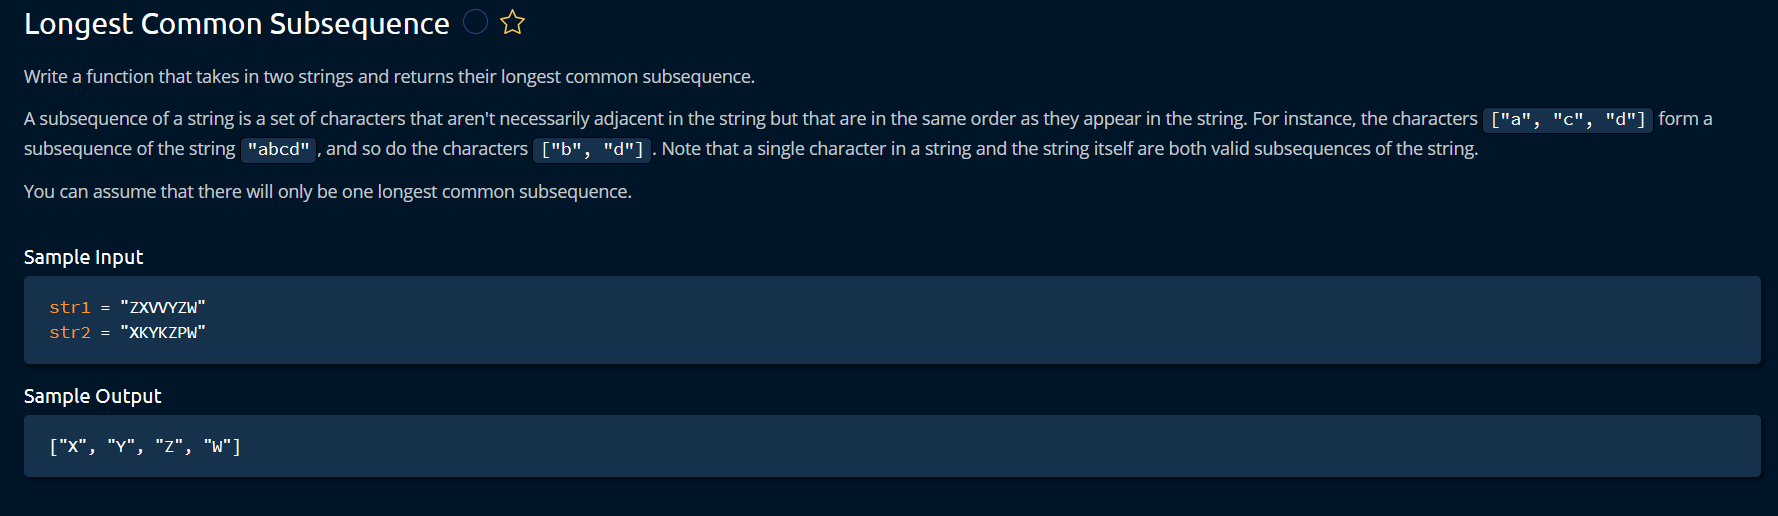 Longest Common Subsequence
Write a function that takes in two strings and returns their longest common subsequence.
A subsequence of a string is a set of characters that aren't necessarily adjacent in the string but that are in the same order as they appear in the string. For instance, the characters ["a", "c", "d"] form a
subsequence of the string "abcd", and so do the characters ["b", "d"]. Note that a single character in a string and the string itself are both valid subsequences of the string.
You can assume that there will only be one longest common subsequence.
Sample Input
str1 = "ZXVVYZW"
str2 = "XKYKZPW"
Sample Output
["X", "Y", "Z", "W"]